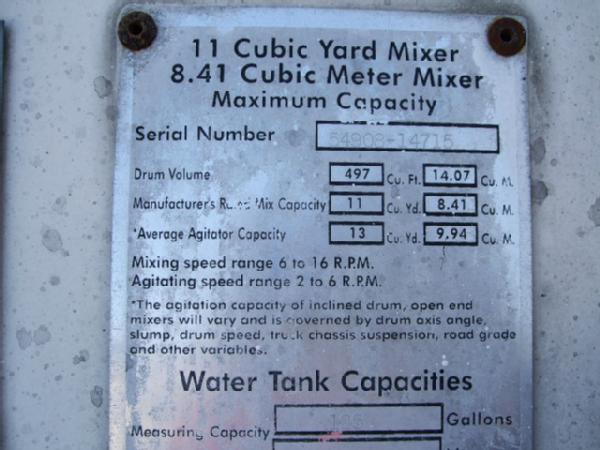 11 Cubic Yard Mixer
8.41 Cubic Meter Mixer
Maximum Capacity
Serial Number 54908-14715
Drum Volume 497 Cu. Ft. 14.07 Cu. M.
Manufacturer's Rated Mix Capacity 11 Cu. Yd. 8.41 Cu. M.
*Average Agitator Capacity 13 Cu. Yd. 9.94 Cu. M.
Mixing speed range 6 to 16 R.P.M.
Agitating speed range 2 to 6 R.P.M.
*The agitation capacity of inclined drum, open end
mixers will vary and is governed by drum axis angle,
slump, drum speed, truck chassis suspension, road grade
and other variables.
Water Tank Capacities
Measuring Capacity Gallons